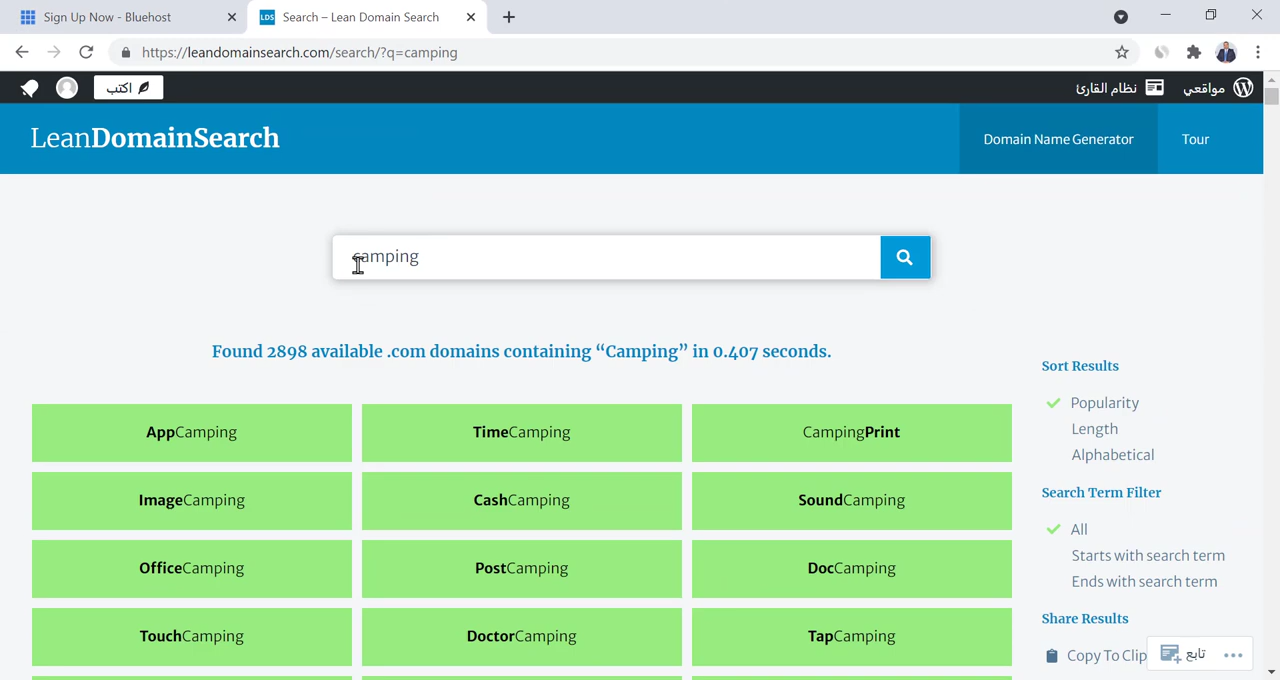 Sign Up Now - Bluehost
LDS Search – Lean Domain Search
https://leandomainsearch.com/search/?q=camping
اكتب
نظام القارئ
مواقعي
LeanDomainSearch
Domain Name Generator
Tour
camping
Found 2898 available .com domains containing “Camping” in 0.407 seconds.
AppCamping
TimeCamping
CampingPrint
ImageCamping
CashCamping
SoundCamping
OfficeCamping
PostCamping
DocCamping
TouchCamping
DoctorCamping
TapCamping
Sort Results
Popularity
Length
Alphabetical
Search Term Filter
All
Starts with search term
Ends with search term
Share Results
Copy To Clip
تابع